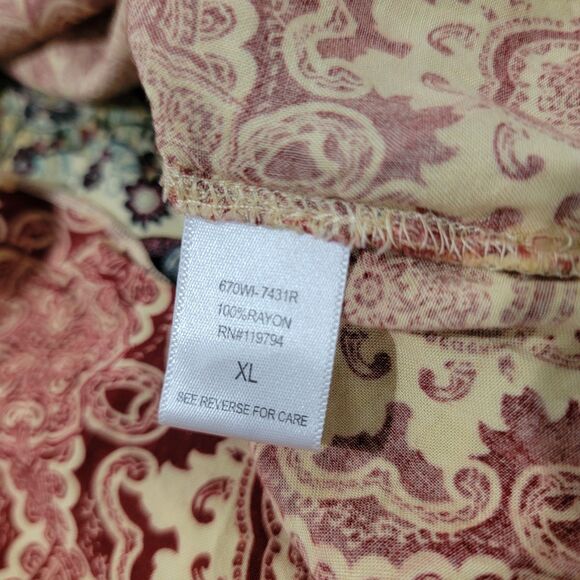 670WI-7431R
100%RAYON
RN#119794
XL
SEE REVERSE FOR CARE